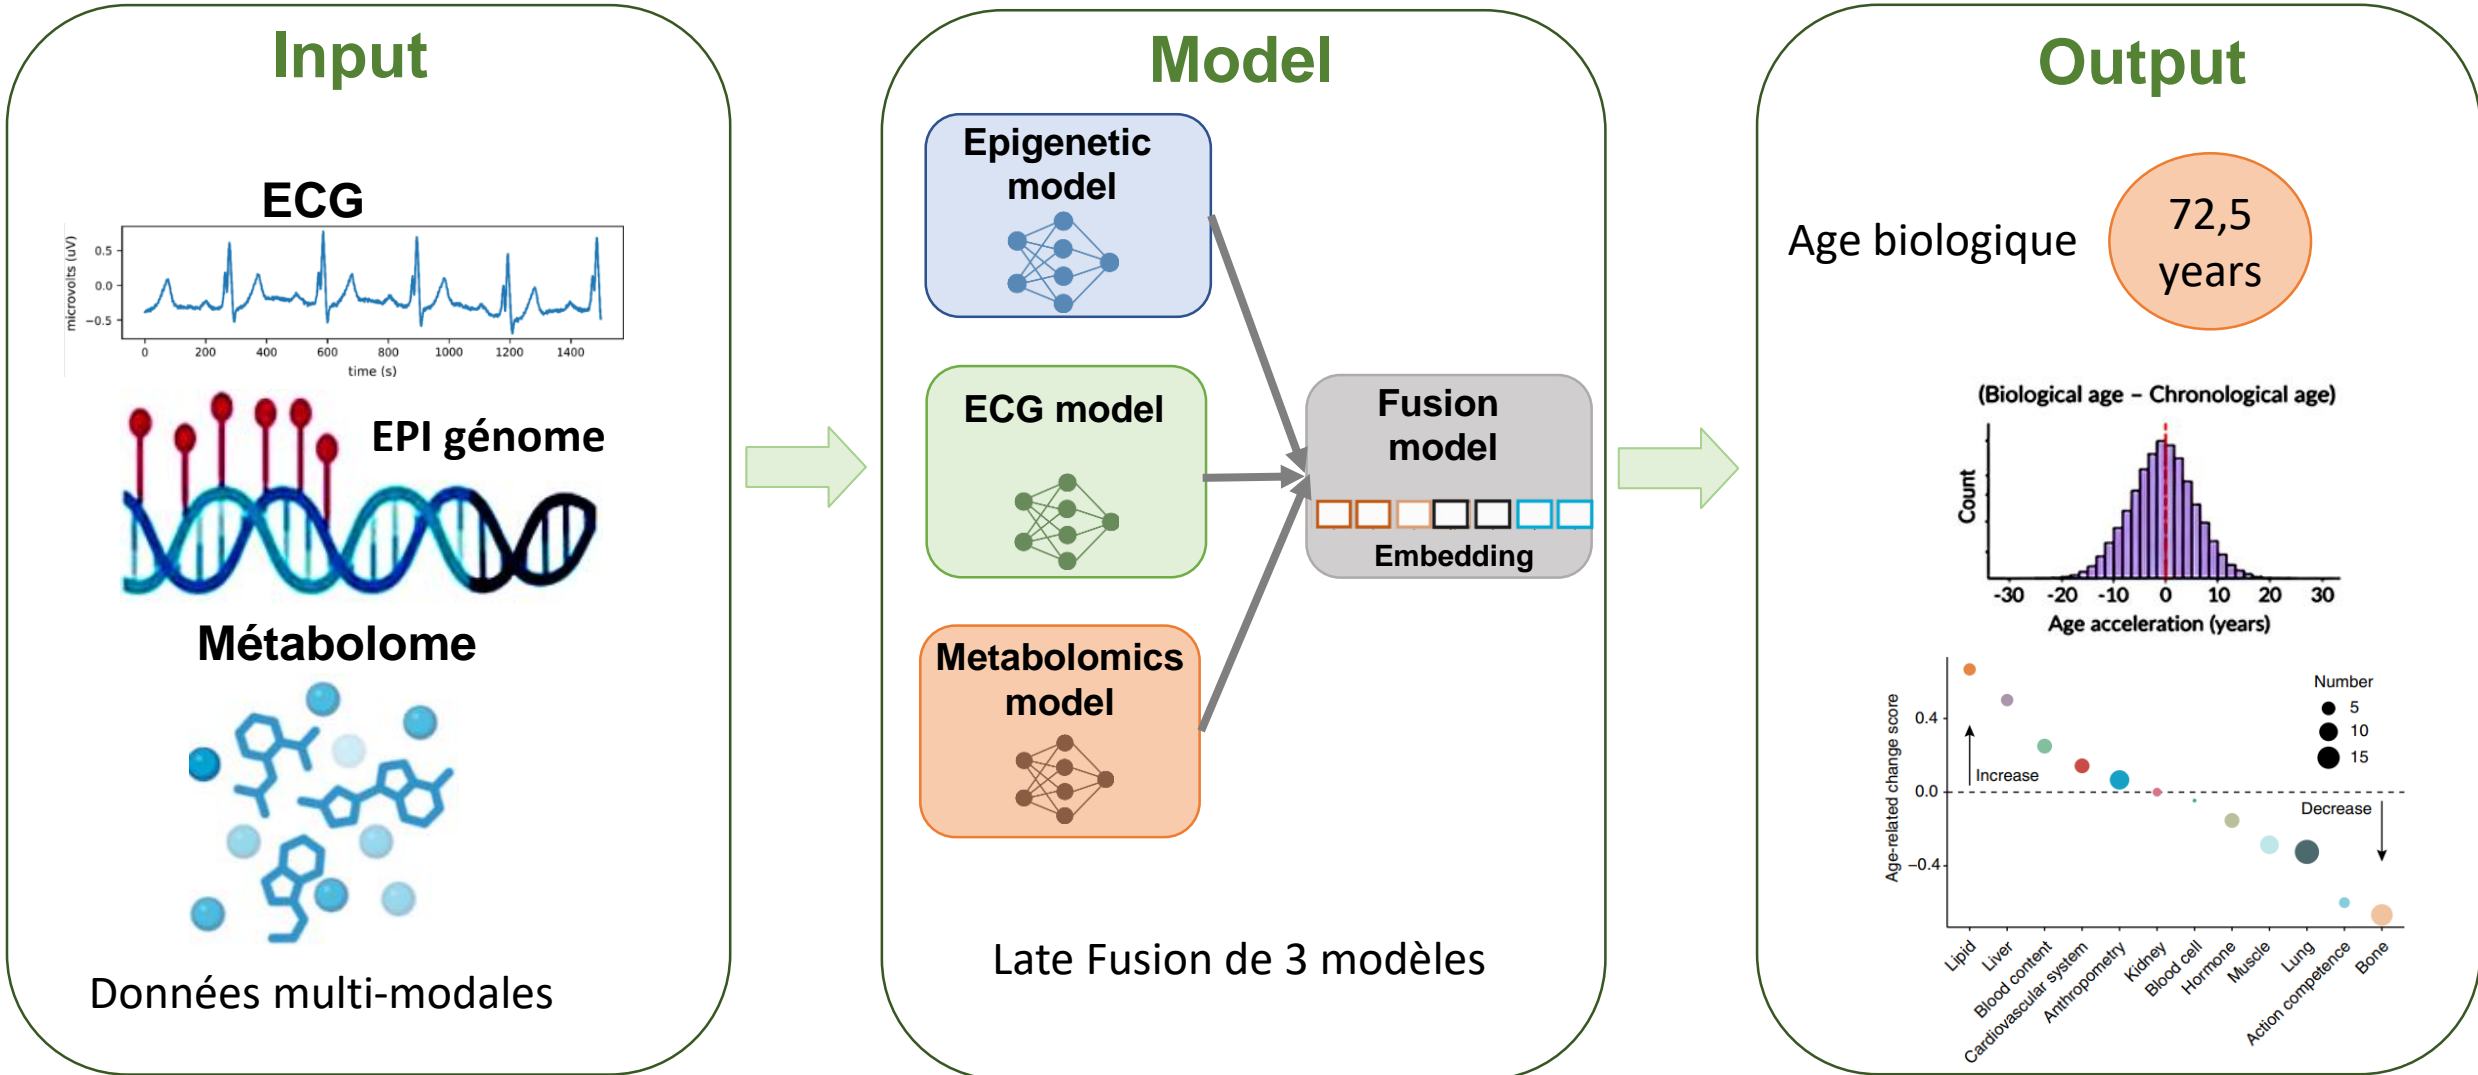 Input
ECG
microvolts (uV)
0.5
0.0
−0.5
0 200 400 600 800 1000 1200 1400
time (s)
EPI génome
Métabolome
Données multi-modales
Model
Epigenetic
model
ECG model
Metabolomics
model
Fusion
model
Embedding
Late Fusion de 3 modèles
Output
Age biologique
72,5
years
(Biological age – Chronological age)
Count
-30 -20 -10 0 10 20 30
Age acceleration (years)
Age-related change score
0.4
0.0
−0.4
Increase
Decrease
Number
5
10
15
Lipid
Liver
Blood content
Cardiovascular system
Anthropometry
Kidney
Blood cell
Hormone
Muscle
Lung
Action competence
Bone